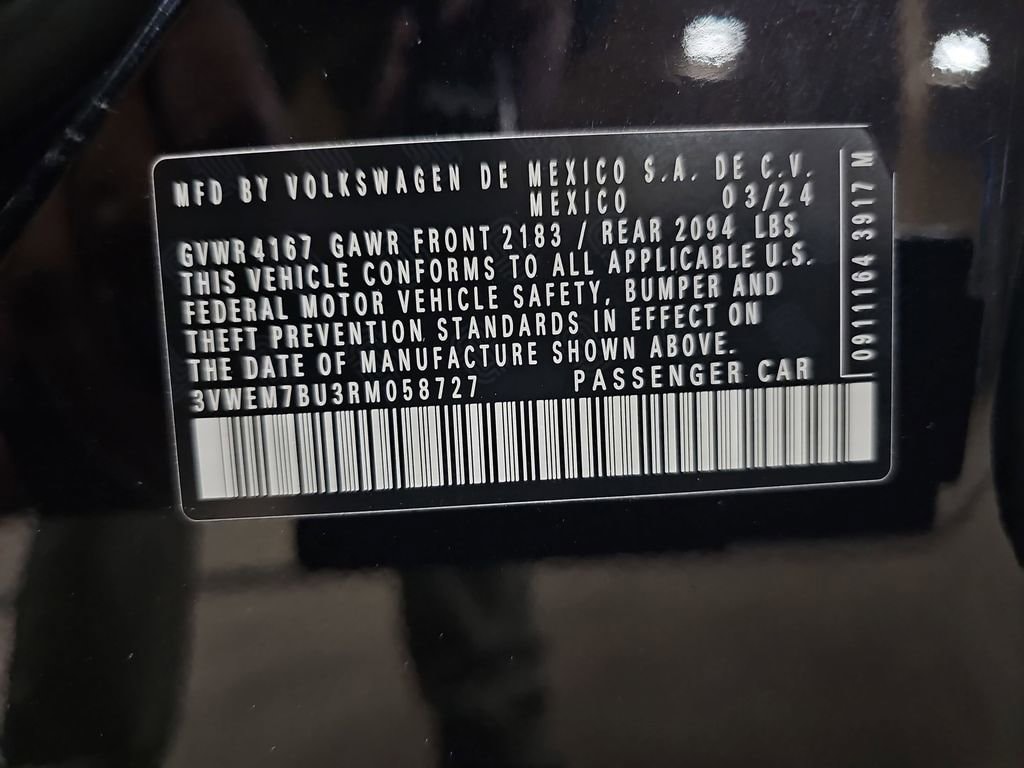 MFD BY VOLKSWAGEN DE MEXICO S.A. DE C.V.
MEXICO 03/24
GVWR 4167 GAWR FRONT 2183 / REAR 2094 LBS
THIS VEHICLE CONFORMS TO ALL APPLICABLE U.S.
FEDERAL MOTOR VEHICLE SAFETY, BUMPER AND
THEFT PREVENTION STANDARDS IN EFFECT ON
THE DATE OF MANUFACTURE SHOWN ABOVE.
3VWEM7BU3RM058727 PASSENGER CAR
0911164 3917 M